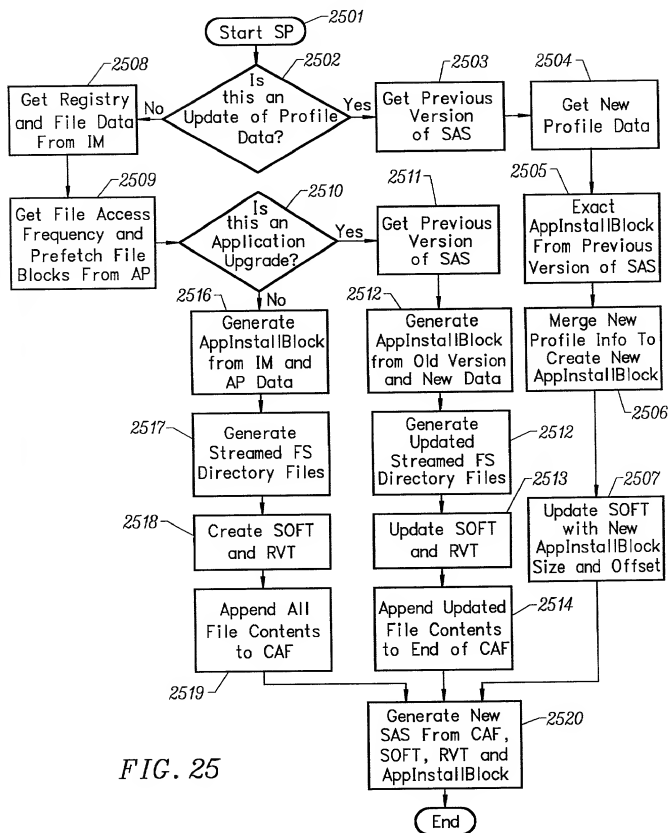 2501
Start SP
2502
Is
this an
Update of Profile
Data?
No
Yes
2503
Get Previous
Version
of SAS
2504
Get New
Profile Data
2505
Exact
AppInstallBlock
From Previous
Version of SAS
Merge New
Profile Info To
Create New
AppInstallBlock
2506
2507
Update SOFT
with New
AppInstallBlock
Size and Offset
2508
Get Registry
and File Data
From IM
2509
Get File Access
Frequency and
Prefetch File
Blocks From AP
2510
Is
this an
Application
Upgrade?
Yes
No
2511
Get Previous
Version
of SAS
2512
Generate
AppInstallBlock
from Old Version
and New Data
2512
Generate
Updated
Streamed FS
Directory Files
2513
Update SOFT
and RVT
2514
Append Updated
File Contents
to End of CAF
2516
Generate
AppInstallBlock
from IM and
AP Data
2517
Generate
Streamed FS
Directory Files
2518
Create SOFT
and RVT
Append All
File Contents
to CAF
2519
2520
Generate New
SAS From CAF,
SOFT, RVT and
AppInstallBlock
End
FIG. 25